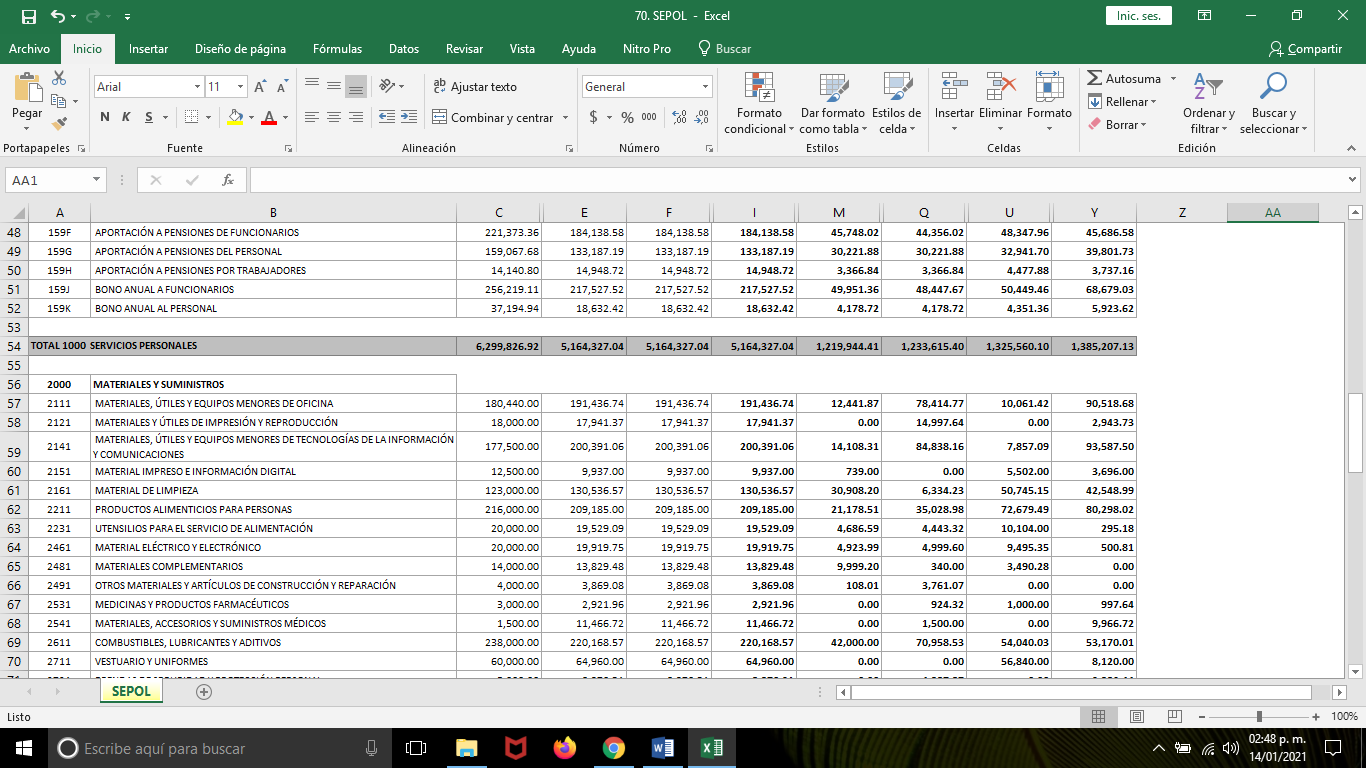 70. SEPOL - Excel
Inic. ses.
Archivo Inicio Insertar Diseño de página Fórmulas Datos Revisar Vista Ayuda Nitro Pro Buscar Compartir
Pegar
Portapapeles
Arial 11
N K S
Fuente
Ajustar texto
Combinar y centrar
Alineación
General
$ % 000
Número
Formato condicional
Dar formato como tabla
Estilos de celda
Estilos
Insertar Eliminar Formato
Celdas
Autosuma
Rellenar
Borrar
Ordenar y filtrar
Buscar y seleccionar
Edición
AA1 fx
A B C E F I M Q U Y Z AA
48 159F APORTACIÓN A PENSIONES DE FUNCIONARIOS 221,373.36 184,138.58 184,138.58 184,138.58 45,748.02 44,356.02 48,347.96 45,686.58
49 159G APORTACIÓN A PENSIONES DEL PERSONAL 159,067.68 133,187.19 133,187.19 133,187.19 30,221.88 30,221.88 32,941.70 39,801.73
50 159H APORTACIÓN A PENSIONES POR TRABAJADORES 14,140.80 14,948.72 14,948.72 14,948.72 3,366.84 3,366.84 4,477.88 3,737.16
51 159J BONO ANUAL A FUNCIONARIOS 256,219.11 217,527.52 217,527.52 217,527.52 49,951.36 48,447.67 50,449.46 68,679.03
52 159K BONO ANUAL AL PERSONAL 37,194.94 18,632.42 18,632.42 18,632.42 4,178.72 4,178.72 4,351.36 5,923.62
53
54 TOTAL 1000 SERVICIOS PERSONALES 6,299,826.92 5,164,327.04 5,164,327.04 5,164,327.04 1,219,944.41 1,233,615.40 1,325,560.10 1,385,207.13
55
56 2000 MATERIALES Y SUMINISTROS
57 2111 MATERIALES, ÚTILES Y EQUIPOS MENORES DE OFICINA 180,440.00 191,436.74 191,436.74 191,436.74 12,441.87 78,414.77 10,061.42 90,518.68
58 2121 MATERIALES Y ÚTILES DE IMPRESIÓN Y REPRODUCCIÓN 18,000.00 17,941.37 17,941.37 17,941.37 0.00 14,997.64 0.00 2,943.73
59 2141 MATERIALES, ÚTILES Y EQUIPOS MENORES DE TECNOLOGÍAS DE LA INFORMACIÓN
Y COMUNICACIONES 177,500.00 200,391.06 200,391.06 200,391.06 14,108.31 84,838.16 7,857.09 93,587.50
60 2151 MATERIAL IMPRESO E INFORMACIÓN DIGITAL 12,500.00 9,937.00 9,937.00 9,937.00 739.00 0.00 5,502.00 3,696.00
61 2161 MATERIAL DE LIMPIEZA 123,000.00 130,536.57 130,536.57 130,536.57 30,908.20 6,334.23 50,745.15 42,548.99
62 2211 PRODUCTOS ALIMENTICIOS PARA PERSONAS 216,000.00 209,185.00 209,185.00 209,185.00 21,178.51 35,028.98 72,679.49 80,298.02
63 2231 UTENSILIOS PARA EL SERVICIO DE ALIMENTACIÓN 20,000.00 19,529.09 19,529.09 19,529.09 4,686.59 4,443.32 10,104.00 295.18
64 2461 MATERIAL ELÉCTRICO Y ELECTRÓNICO 20,000.00 19,919.75 19,919.75 19,919.75 4,923.99 4,999.60 9,495.35 500.81
65 2481 MATERIALES COMPLEMENTARIOS 14,000.00 13,829.48 13,829.48 13,829.48 9,999.20 340.00 3,490.28 0.00
66 2491 OTROS MATERIALES Y ARTÍCULOS DE CONSTRUCCIÓN Y REPARACIÓN 4,000.00 3,869.08 3,869.08 3,869.08 108.01 3,761.07 0.00 0.00
67 2531 MEDICINAS Y PRODUCTOS FARMACÉUTICOS 3,000.00 2,921.96 2,921.96 2,921.96 0.00 924.32 1,000.00 997.64
68 2541 MATERIALES, ACCESORIOS Y SUMINISTROS MÉDICOS 1,500.00 11,466.72 11,466.72 11,466.72 0.00 1,500.00 0.00 9,966.72
69 2611 COMBUSTIBLES, LUBRICANTES Y ADITIVOS 238,000.00 220,168.57 220,168.57 220,168.57 42,000.00 70,958.53 54,040.03 53,170.01
70 2711 VESTUARIO Y UNIFORMES 60,000.00 64,960.00 64,960.00 64,960.00 0.00 0.00 56,840.00 8,120.00
SEPOL
Listo 100%
Escribe aquí para buscar
02:48 p. m.
14/01/2021